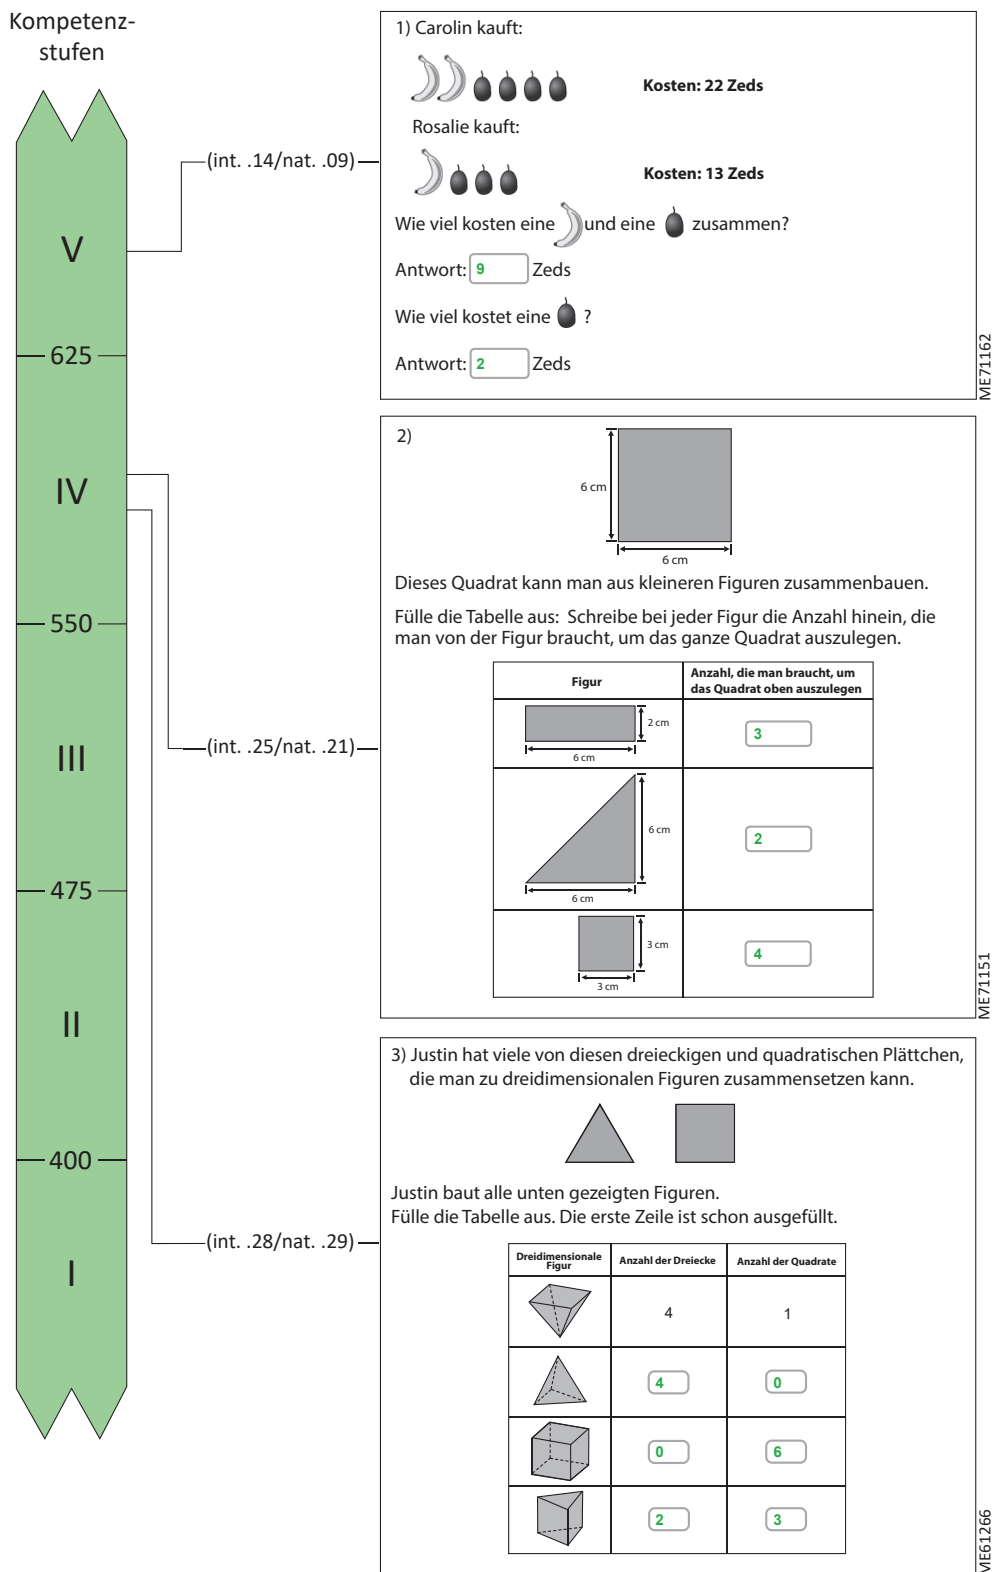 Kompetenz-
stufen
V
625
IV
550
III
475
II
400
I
(int. .14/nat. .09)
(int. .25/nat. .21)
(int. .28/nat. .29)
1) Carolin kauft:
Kosten: 22 Zeds
Rosalie kauft:
Kosten: 13 Zeds
Wie viel kosten eine und eine zusammen?
Antwort: 9 Zeds
Wie viel kostet eine ?
Antwort: 2 Zeds
ME71162
2)
6 cm
6 cm
Dieses Quadrat kann man aus kleineren Figuren zusammenbauen.
Fülle die Tabelle aus: Schreibe bei jeder Figur die Anzahl hinein, die
man von der Figur braucht, um das ganze Quadrat auszulegen.
Figur
Anzahl, die man braucht, um
das Quadrat oben auszulegen
2 cm
6 cm
3
6 cm
6 cm
2
3 cm
3 cm
4
ME71151
3) Justin hat viele von diesen dreieckigen und quadratischen Plättchen,
die man zu dreidimensionalen Figuren zusammensetzen kann.
Justin baut alle unten gezeigten Figuren.
Fülle die Tabelle aus. Die erste Zeile ist schon ausgefüllt.
Dreidimensionale
Figur
Anzahl der Dreiecke
Anzahl der Quadrate
4 1
4 0
0 6
2 3
ME61266